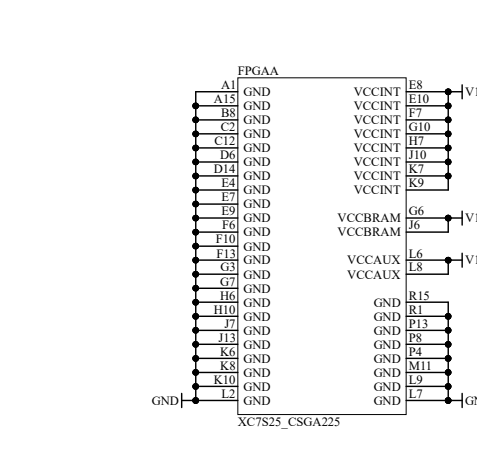 FPGAA
A1 GND VCCINT E8
A15 GND VCCINT E10
B8 GND VCCINT F7
C2 GND VCCINT G10
C12 GND VCCINT H7
D6 GND VCCINT J10
D14 GND VCCINT K7
E4 GND VCCINT K9
E7 GND
E9 GND VCCBRAM G6
F6 GND VCCBRAM J6
F10 GND
F13 GND VCCAUX L6
G3 GND VCCAUX L8
G7 GND
H6 GND GND R15
H10 GND GND R1
J7 GND GND P13
J13 GND GND P8
K6 GND GND P4
K8 GND GND M11
K10 GND GND L9
GND L2 GND GND L7
XC7S25_CSGA225